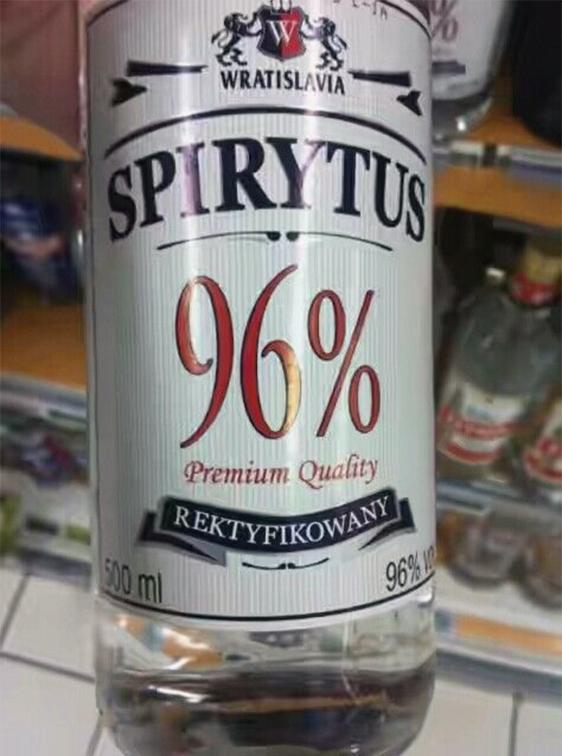 W
WRATISLAVIA
SPIRYTUS
96%
Premium Quality
REKTYFIKOWANY
500 ml
96%
%